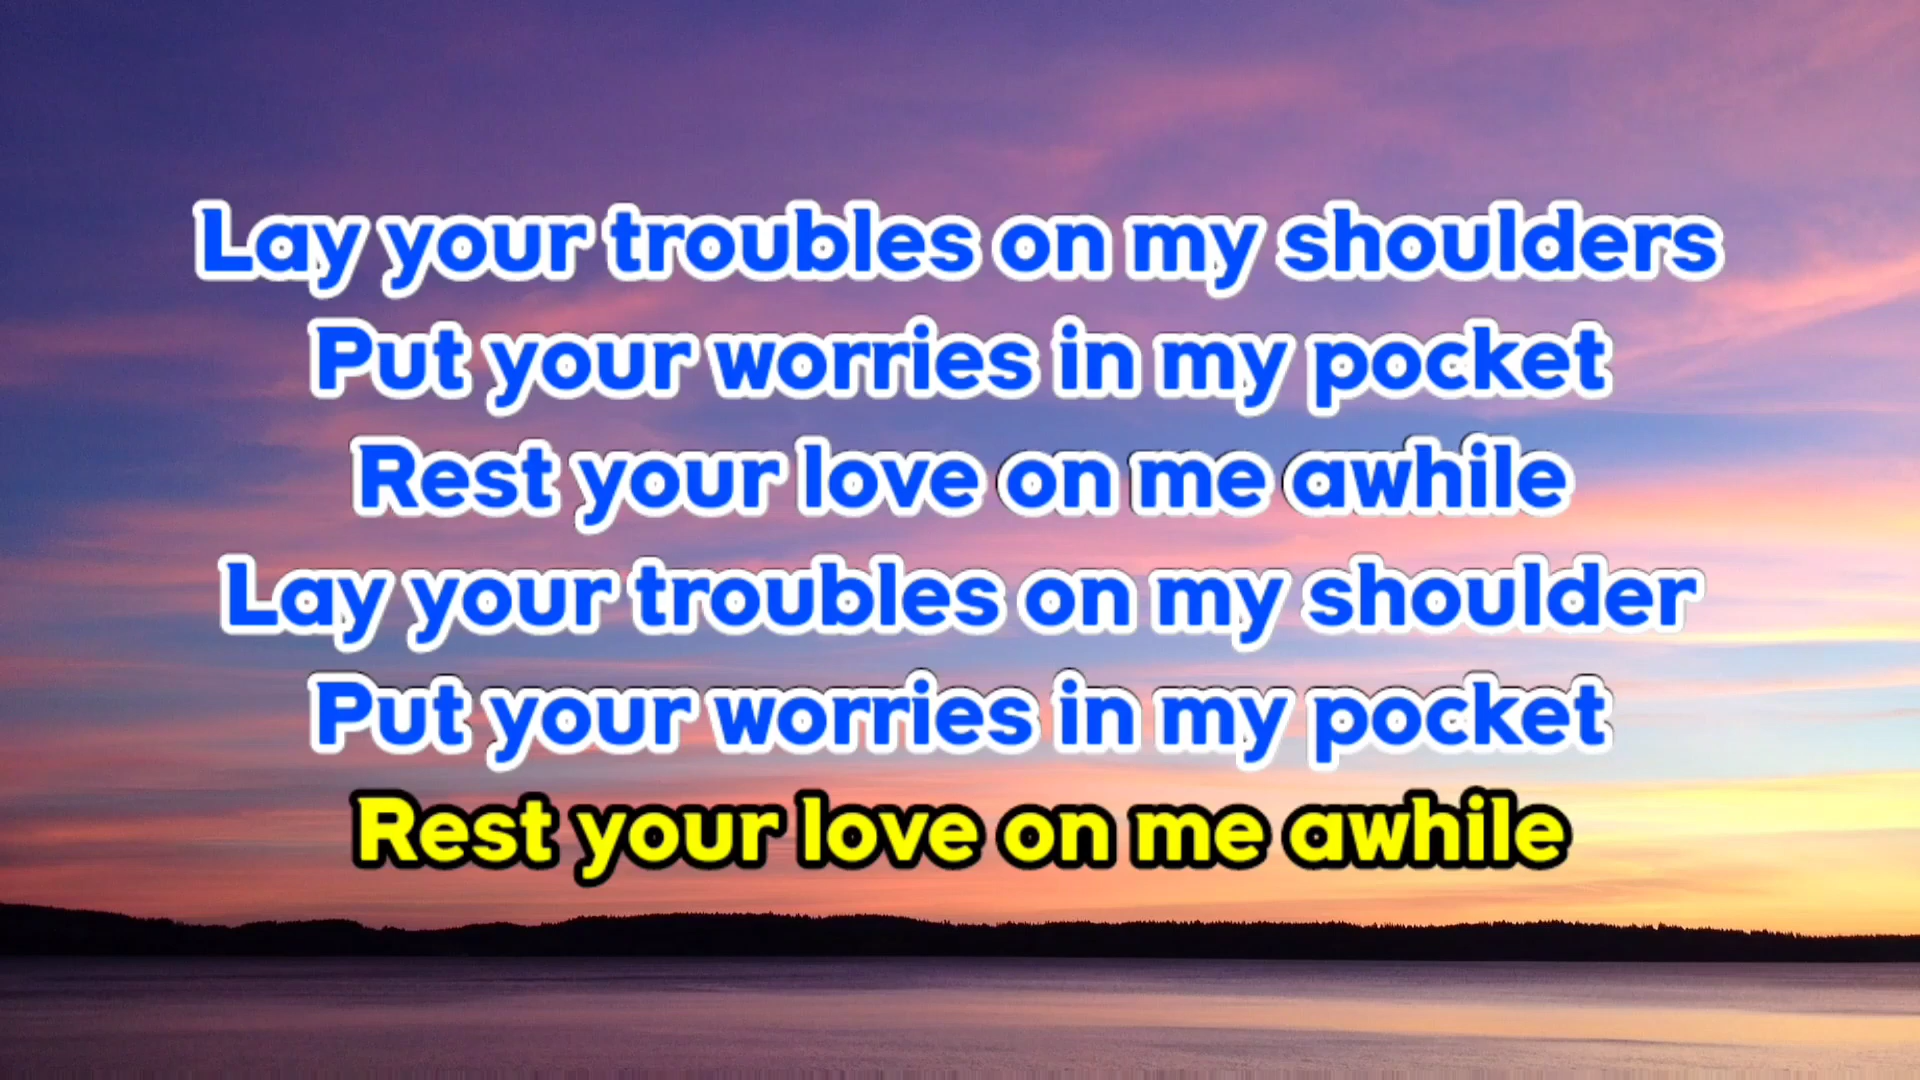 Lay your troubles on my shoulders
Put your worries in my pocket
Rest your love on me awhile
Lay your troubles on my shoulder
Put your worries in my pocket
Rest your love on me awhile